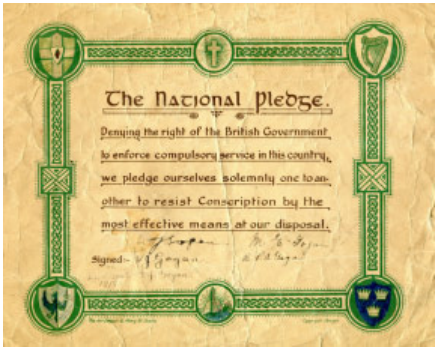 The National Pledge.
Denying the right of the British Government
to enforce compulsory service in this country,
we pledge ourselves solemnly one to an-
other to resist Conscription by the
most effective means at our disposal.
Signed:-